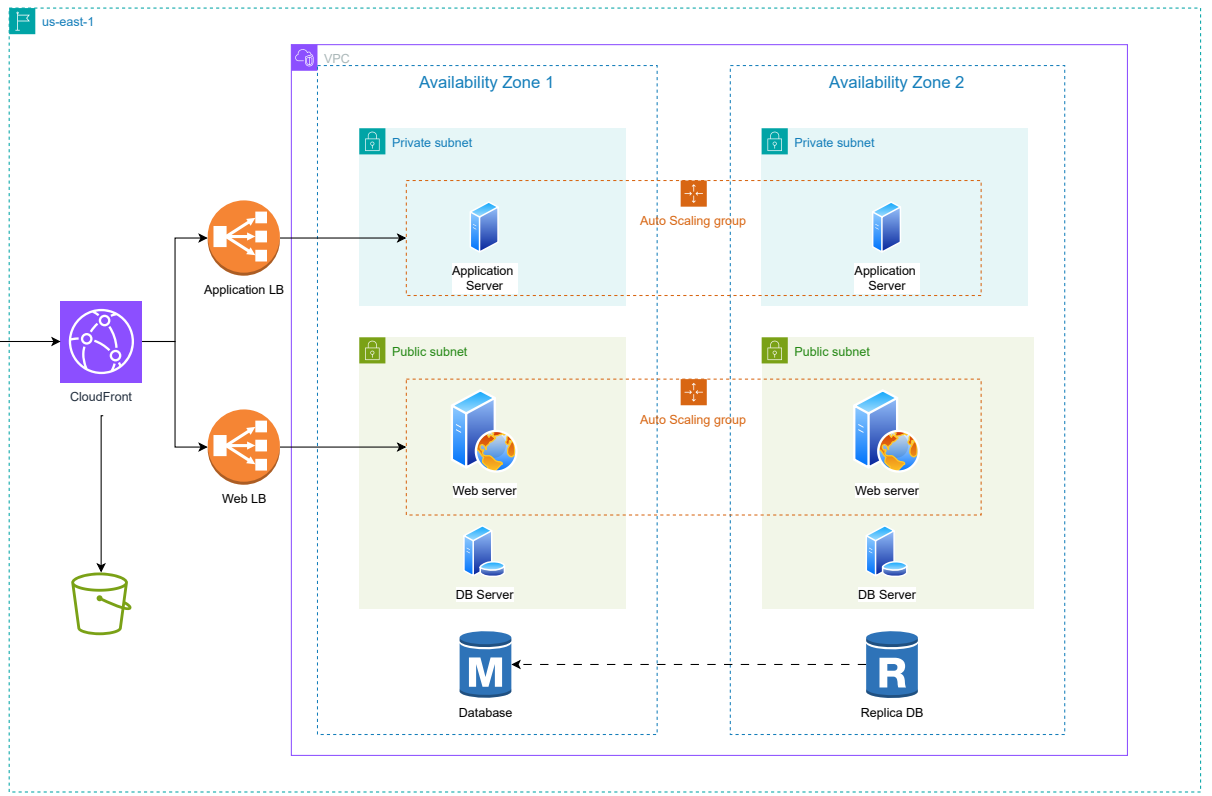 us-east-1
VPC
Availability Zone 1
Availability Zone 2
Private subnet
Private subnet
Auto Scaling group
Application
Server
Application
Server
Application LB
Public subnet
Public subnet
CloudFront
Auto Scaling group
Web server
Web server
Web LB
DB Server
DB Server
M
R
Database
Replica DB